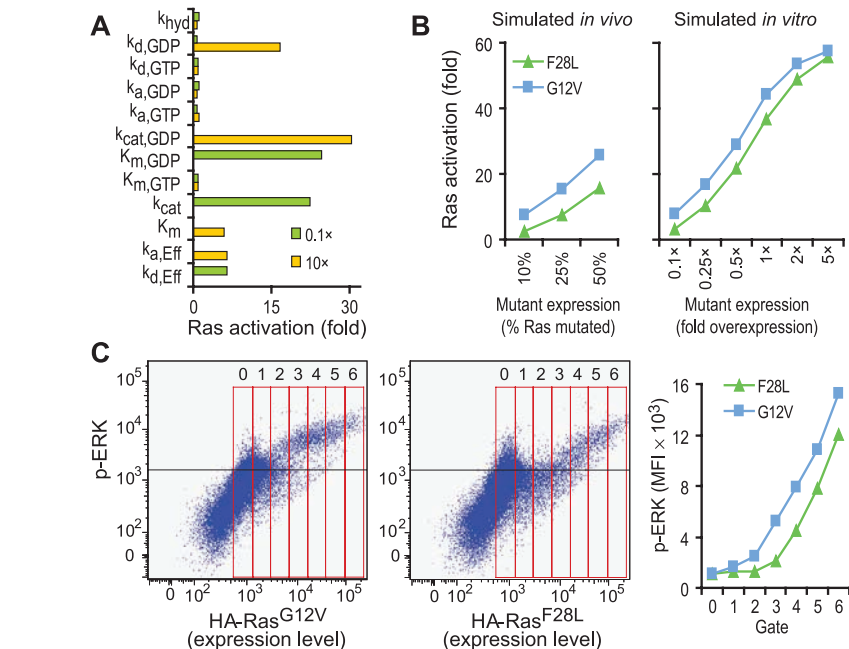 A
k_hyd
k_d,GDP
k_d,GTP
k_a,GDP
k_a,GTP
k_cat,GDP
K_m,GDP
K_m,GTP
k_cat
K_m
k_a,Eff
k_d,Eff
0.1×
10×
0 15 30
Ras activation (fold)
B
Simulated in vivo
Simulated in vitro
Ras activation (fold)
60
40
20
0
F28L
G12V
10% 25% 50%
Mutant expression
(% Ras mutated)
0.1× 0.25× 0.5× 1× 2× 5×
Mutant expression
(fold overexpression)
C
p-ERK
10^5
10^4
10^3
10^2
0
0 1 2 3 4 5 6
0 10^2 10^3 10^4 10^5
HA-Ras^G12V
(expression level)
10^5
10^4
10^3
10^2
0
0 1 2 3 4 5 6
0 10^2 10^3 10^4 10^5
HA-Ras^F28L
(expression level)
p-ERK (MFI × 10^3)
16
12
8
4
0
F28L
G12V
0 1 2 3 4 5 6
Gate